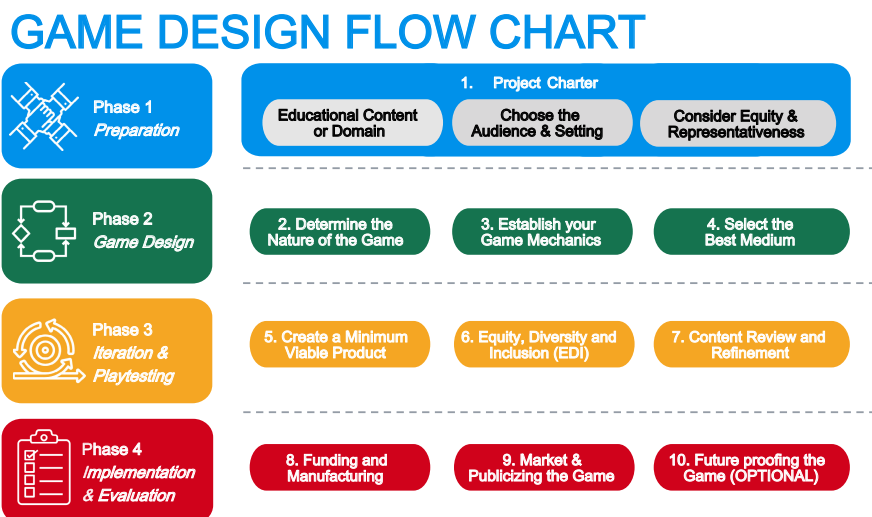 GAME DESIGN FLOW CHART
Phase 1
Preparation
1. Project Charter
Educational Content
or Domain
Choose the
Audience & Setting
Consider Equity &
Representativeness
Phase 2
Game Design
2. Determine the
Nature of the Game
3. Establish your
Game Mechanics
4. Select the
Best Medium
Phase 3
Iteration &
Playtesting
5. Create a Minimum
Viable Product
6. Equity, Diversity and
Inclusion (EDI)
7. Content Review and
Refinement
Phase 4
Implementation
& Evaluation
8. Funding and
Manufacturing
9. Market &
Publicizing the Game
10. Future proofing the
Game (OPTIONAL)